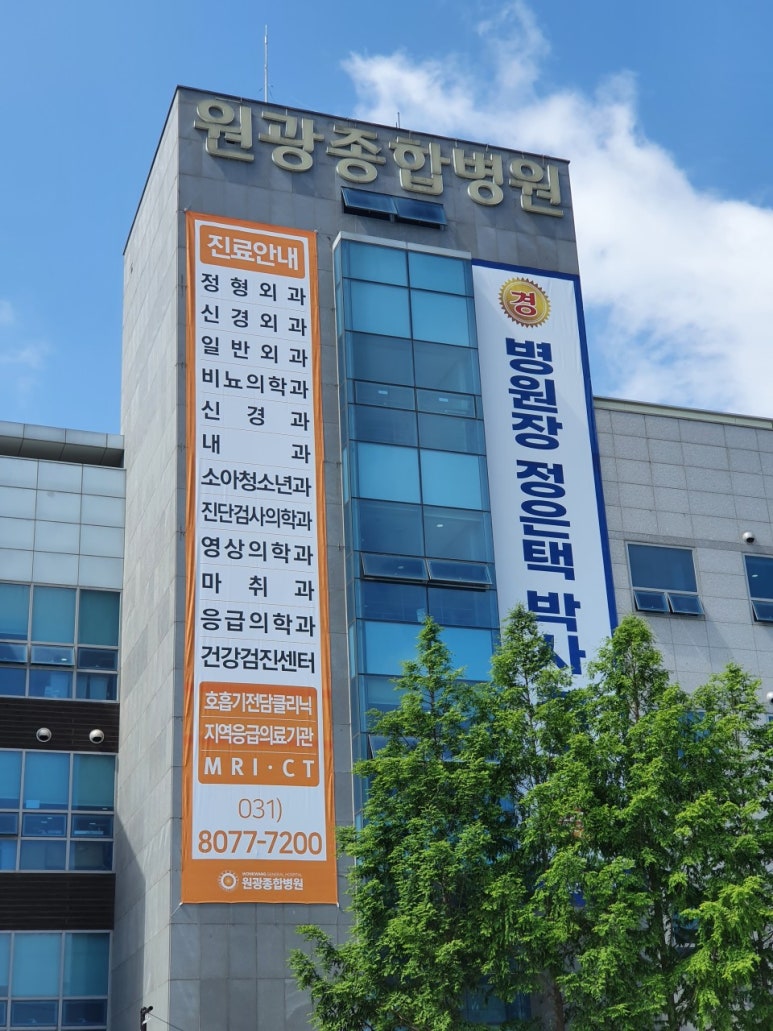 원광종합병원
진료안내
정형외과
신경외과
일반외과
비뇨의학과
신경과
내과
소아청소년과
진단검사의학과
영상의학과
마취과
응급의학과
건강검진센터
호흡기전담클리닉
지역응급의료기관
MRI·CT
031)
8077-7200
WONKWANG GENERAL HOSPITAL
원광종합병원
경
병원장 정은택 박사